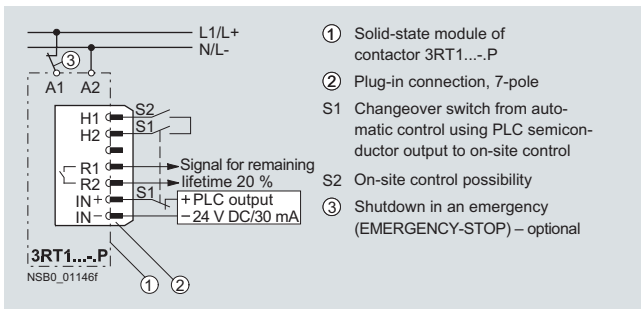 L1/L+
N/L-
3
A1 A2
H1 S2
H2 S1
R1 Signal for remaining
R2 lifetime 20 %
S1
IN+ + PLC output
IN− − 24 V DC/30 mA
3RT1...-.P
NSB0_01146f
1 2
1 Solid-state module of
contactor 3RT1...-.P
2 Plug-in connection, 7-pole
S1 Changeover switch from auto-
matic control using PLC semicon-
ductor output to on-site control
S2 On-site control possibility
3 Shutdown in an emergency
(EMERGENCY-STOP) – optional